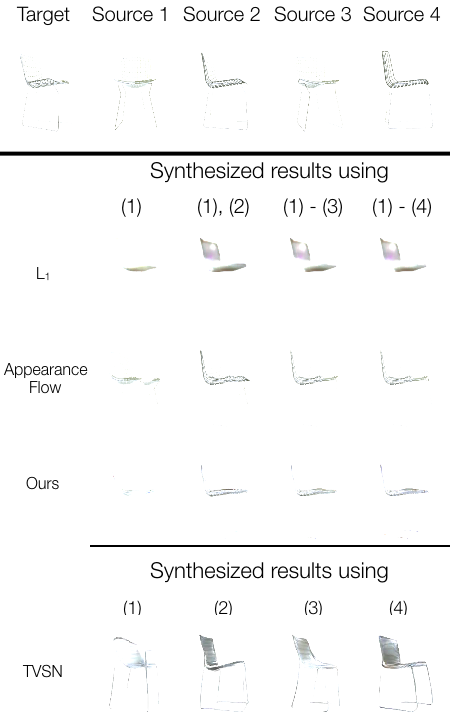 Target Source 1 Source 2 Source 3 Source 4
Synthesized results using
(1) (1), (2) (1) - (3) (1) - (4)
L₁
Appearance
Flow
Ours
Synthesized results using
(1) (2) (3) (4)
TVSN